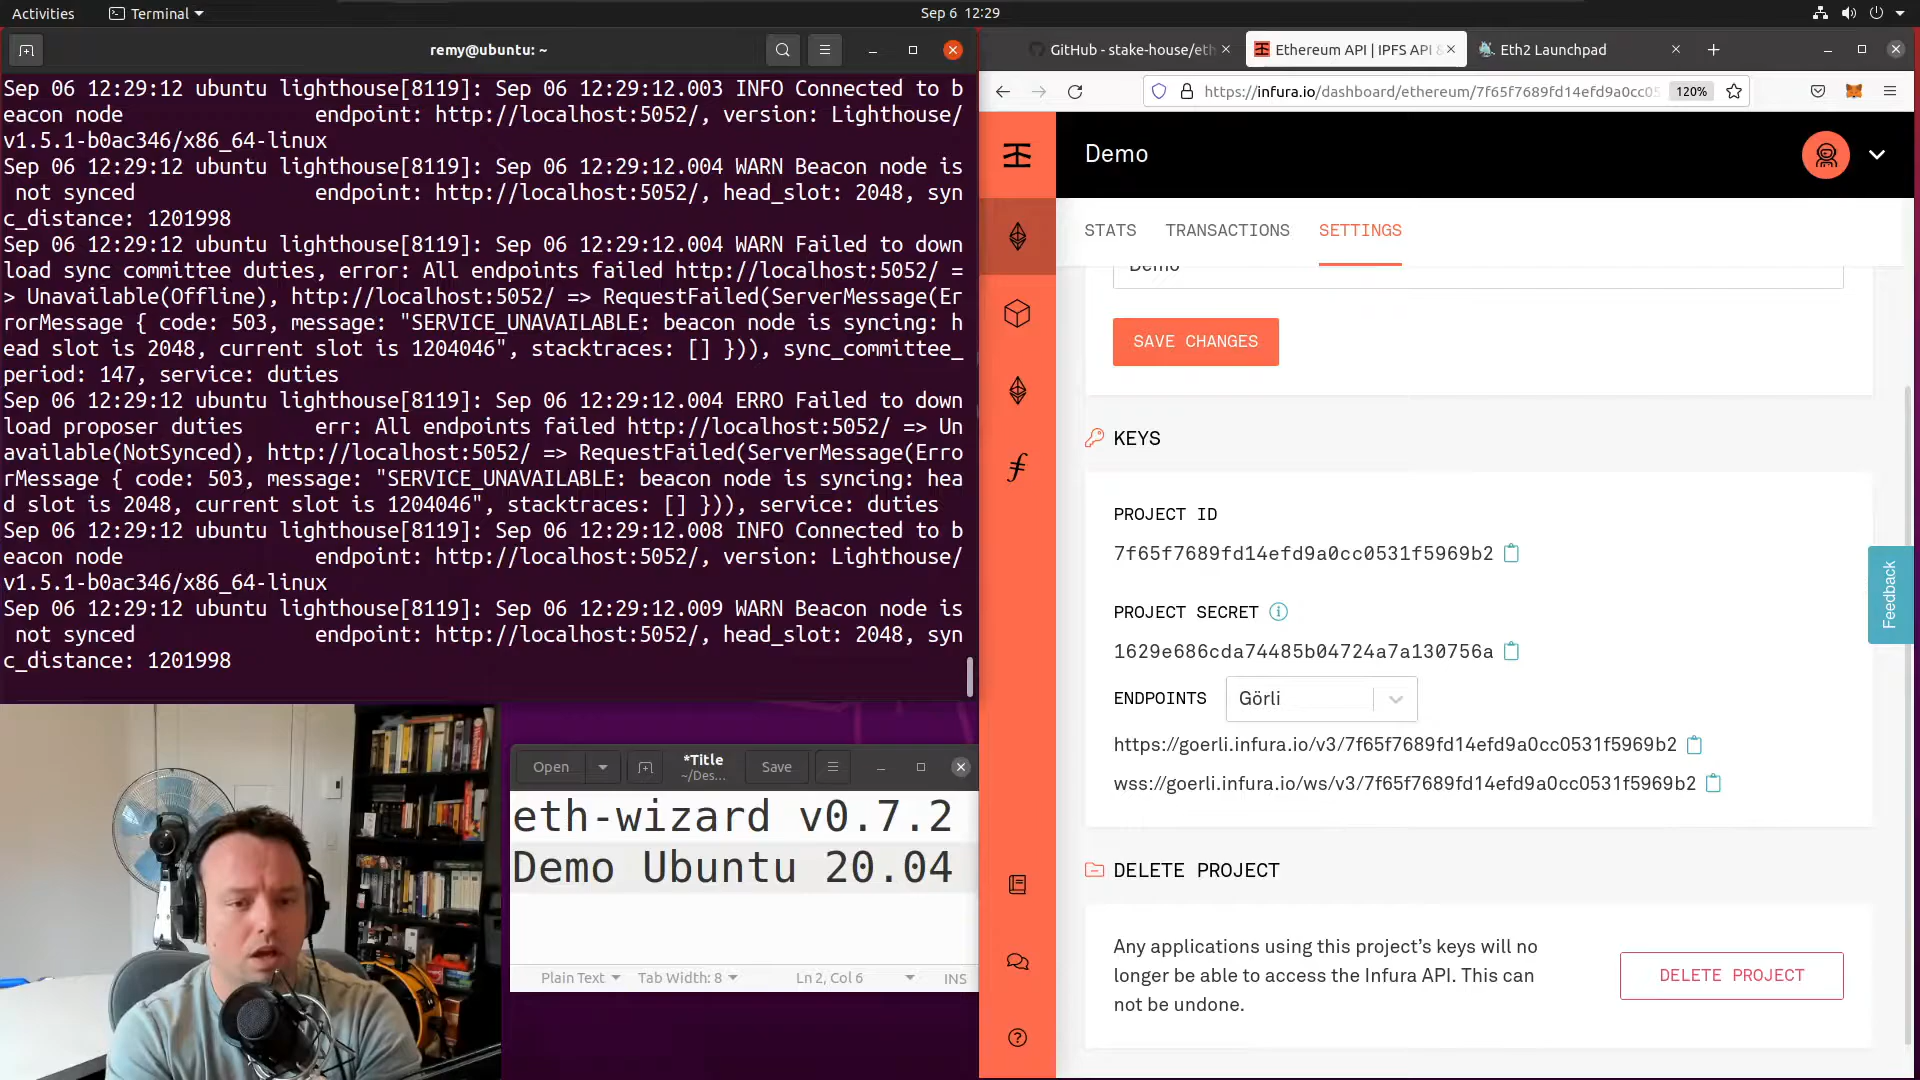 Activities
Terminal
Sep 6 12:29
remy@ubuntu: ~
Sep 06 12:29:12 ubuntu lighthouse[8119]: Sep 06 12:29:12.003 INFO Connected to b
eacon node endpoint: http://localhost:5052/, version: Lighthouse/
v1.5.1-b0ac346/x86_64-linux
Sep 06 12:29:12 ubuntu lighthouse[8119]: Sep 06 12:29:12.004 WARN Beacon node is
not synced endpoint: http://localhost:5052/, head_slot: 2048, syn
c_distance: 1201998
Sep 06 12:29:12 ubuntu lighthouse[8119]: Sep 06 12:29:12.004 WARN Failed to down
load sync committee duties, error: All endpoints failed http://localhost:5052/ =
> Unavailable(Offline), http://localhost:5052/ => RequestFailed(ServerMessage(Er
rorMessage { code: 503, message: "SERVICE_UNAVAILABLE: beacon node is syncing: h
ead slot is 2048, current slot is 1204046", stacktraces: [] })), sync_committee_
period: 147, service: duties
Sep 06 12:29:12 ubuntu lighthouse[8119]: Sep 06 12:29:12.004 ERRO Failed to down
load proposer duties err: All endpoints failed http://localhost:5052/ => Un
available(NotSynced), http://localhost:5052/ => RequestFailed(ServerMessage(Erro
rMessage { code: 503, message: "SERVICE_UNAVAILABLE: beacon node is syncing: hea
d slot is 2048, current slot is 1204046", stacktraces: [] })), service: duties
Sep 06 12:29:12 ubuntu lighthouse[8119]: Sep 06 12:29:12.008 INFO Connected to b
eacon node endpoint: http://localhost:5052/, version: Lighthouse/
v1.5.1-b0ac346/x86_64-linux
Sep 06 12:29:12 ubuntu lighthouse[8119]: Sep 06 12:29:12.009 WARN Beacon node is
not synced endpoint: http://localhost:5052/, head_slot: 2048, syn
c_distance: 1201998
Open
*Title
~/Des...
Save
eth-wizard v0.7.2
Demo Ubuntu 20.04
Plain Text
Tab Width: 8
Ln 2, Col 6
INS
GitHub - stake-house/eth
Ethereum API | IPFS API &
Eth2 Launchpad
https://infura.io/dashboard/ethereum/7f65f7689fd14efd9a0cc05
120%
Demo
STATS
TRANSACTIONS
SETTINGS
Demo
SAVE CHANGES
KEYS
PROJECT ID
7f65f7689fd14efd9a0cc0531f5969b2
PROJECT SECRET
1629e686cda74485b04724a7a130756a
ENDPOINTS
Görli
https://goerli.infura.io/v3/7f65f7689fd14efd9a0cc0531f5969b2
wss://goerli.infura.io/ws/v3/7f65f7689fd14efd9a0cc0531f5969b2
DELETE PROJECT
Any applications using this project's keys will no
longer be able to access the Infura API. This can
not be undone.
DELETE PROJECT
Feedback